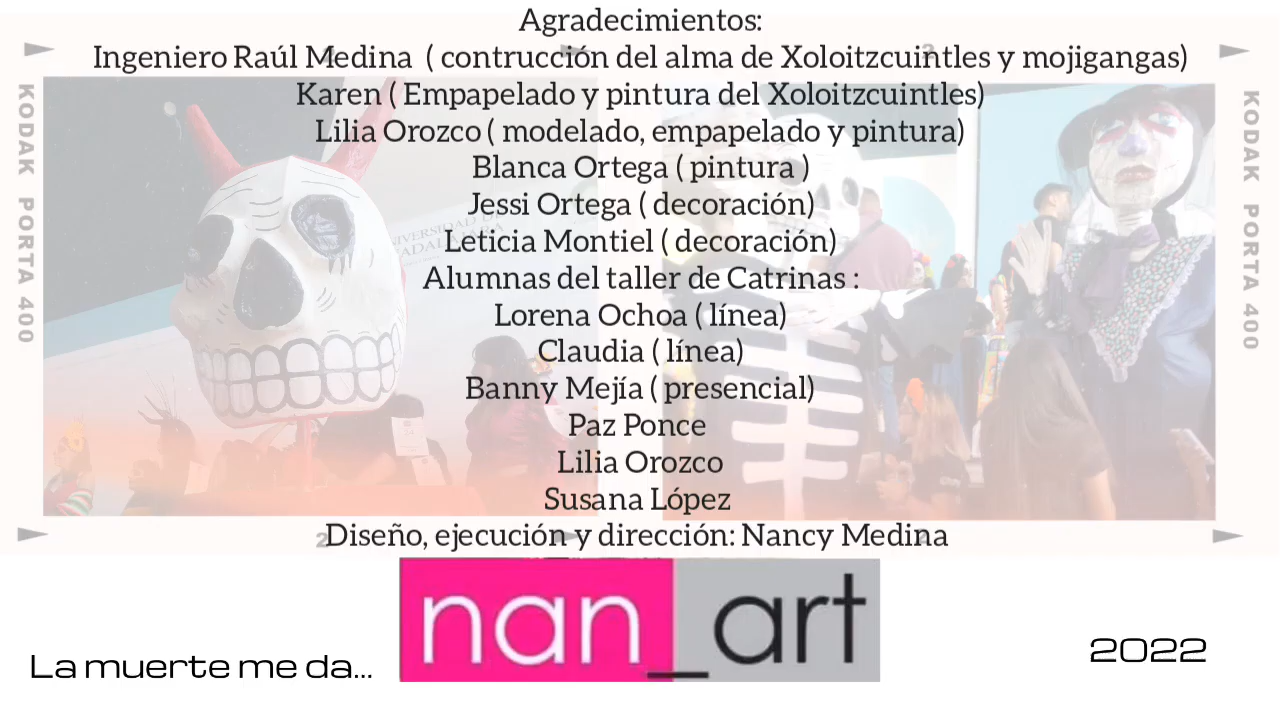 Agradecimientos:
Ingeniero Raúl Medina ( contrucción del alma de Xoloitzcuintles y mojigangas)
Karen ( Empapelado y pintura del Xoloitzcuintles)
Lilia Orozco ( modelado, empapelado y pintura)
Blanca Ortega ( pintura )
Jessi Ortega ( decoración)
Leticia Montiel ( decoración)
Alumnas del taller de Catrinas :
Lorena Ochoa ( línea)
Claudia ( línea)
Banny Mejía ( presencial)
Paz Ponce
Lilia Orozco
Susana López
Diseño, ejecución y dirección: Nancy Medina
KODAK PORTA 400
KODAK PORTA 400
nan_art
La muerte me da...
2022